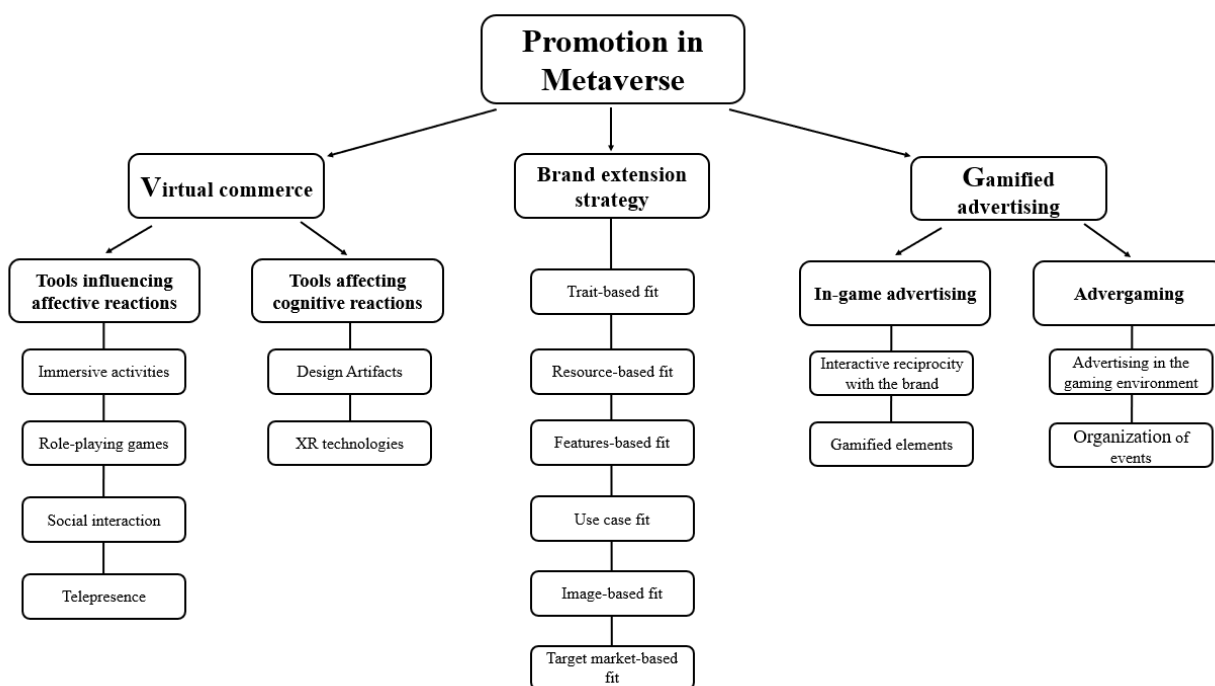 Promotion in
Metaverse
Virtual commerce
Brand extension
strategy
Gamified
advertising
Tools influencing
affective reactions
Tools affecting
cognitive reactions
Trait-based fit
In-game advertising
Advergaming
Immersive activities
Design Artifacts
Resource-based fit
Interactive reciprocity
with the brand
Advertising in the
gaming environment
Role-playing games
XR technologies
Features-based fit
Gamified elements
Organization of
events
Social interaction
Use case fit
Telepresence
Image-based fit
Target market-based
fit